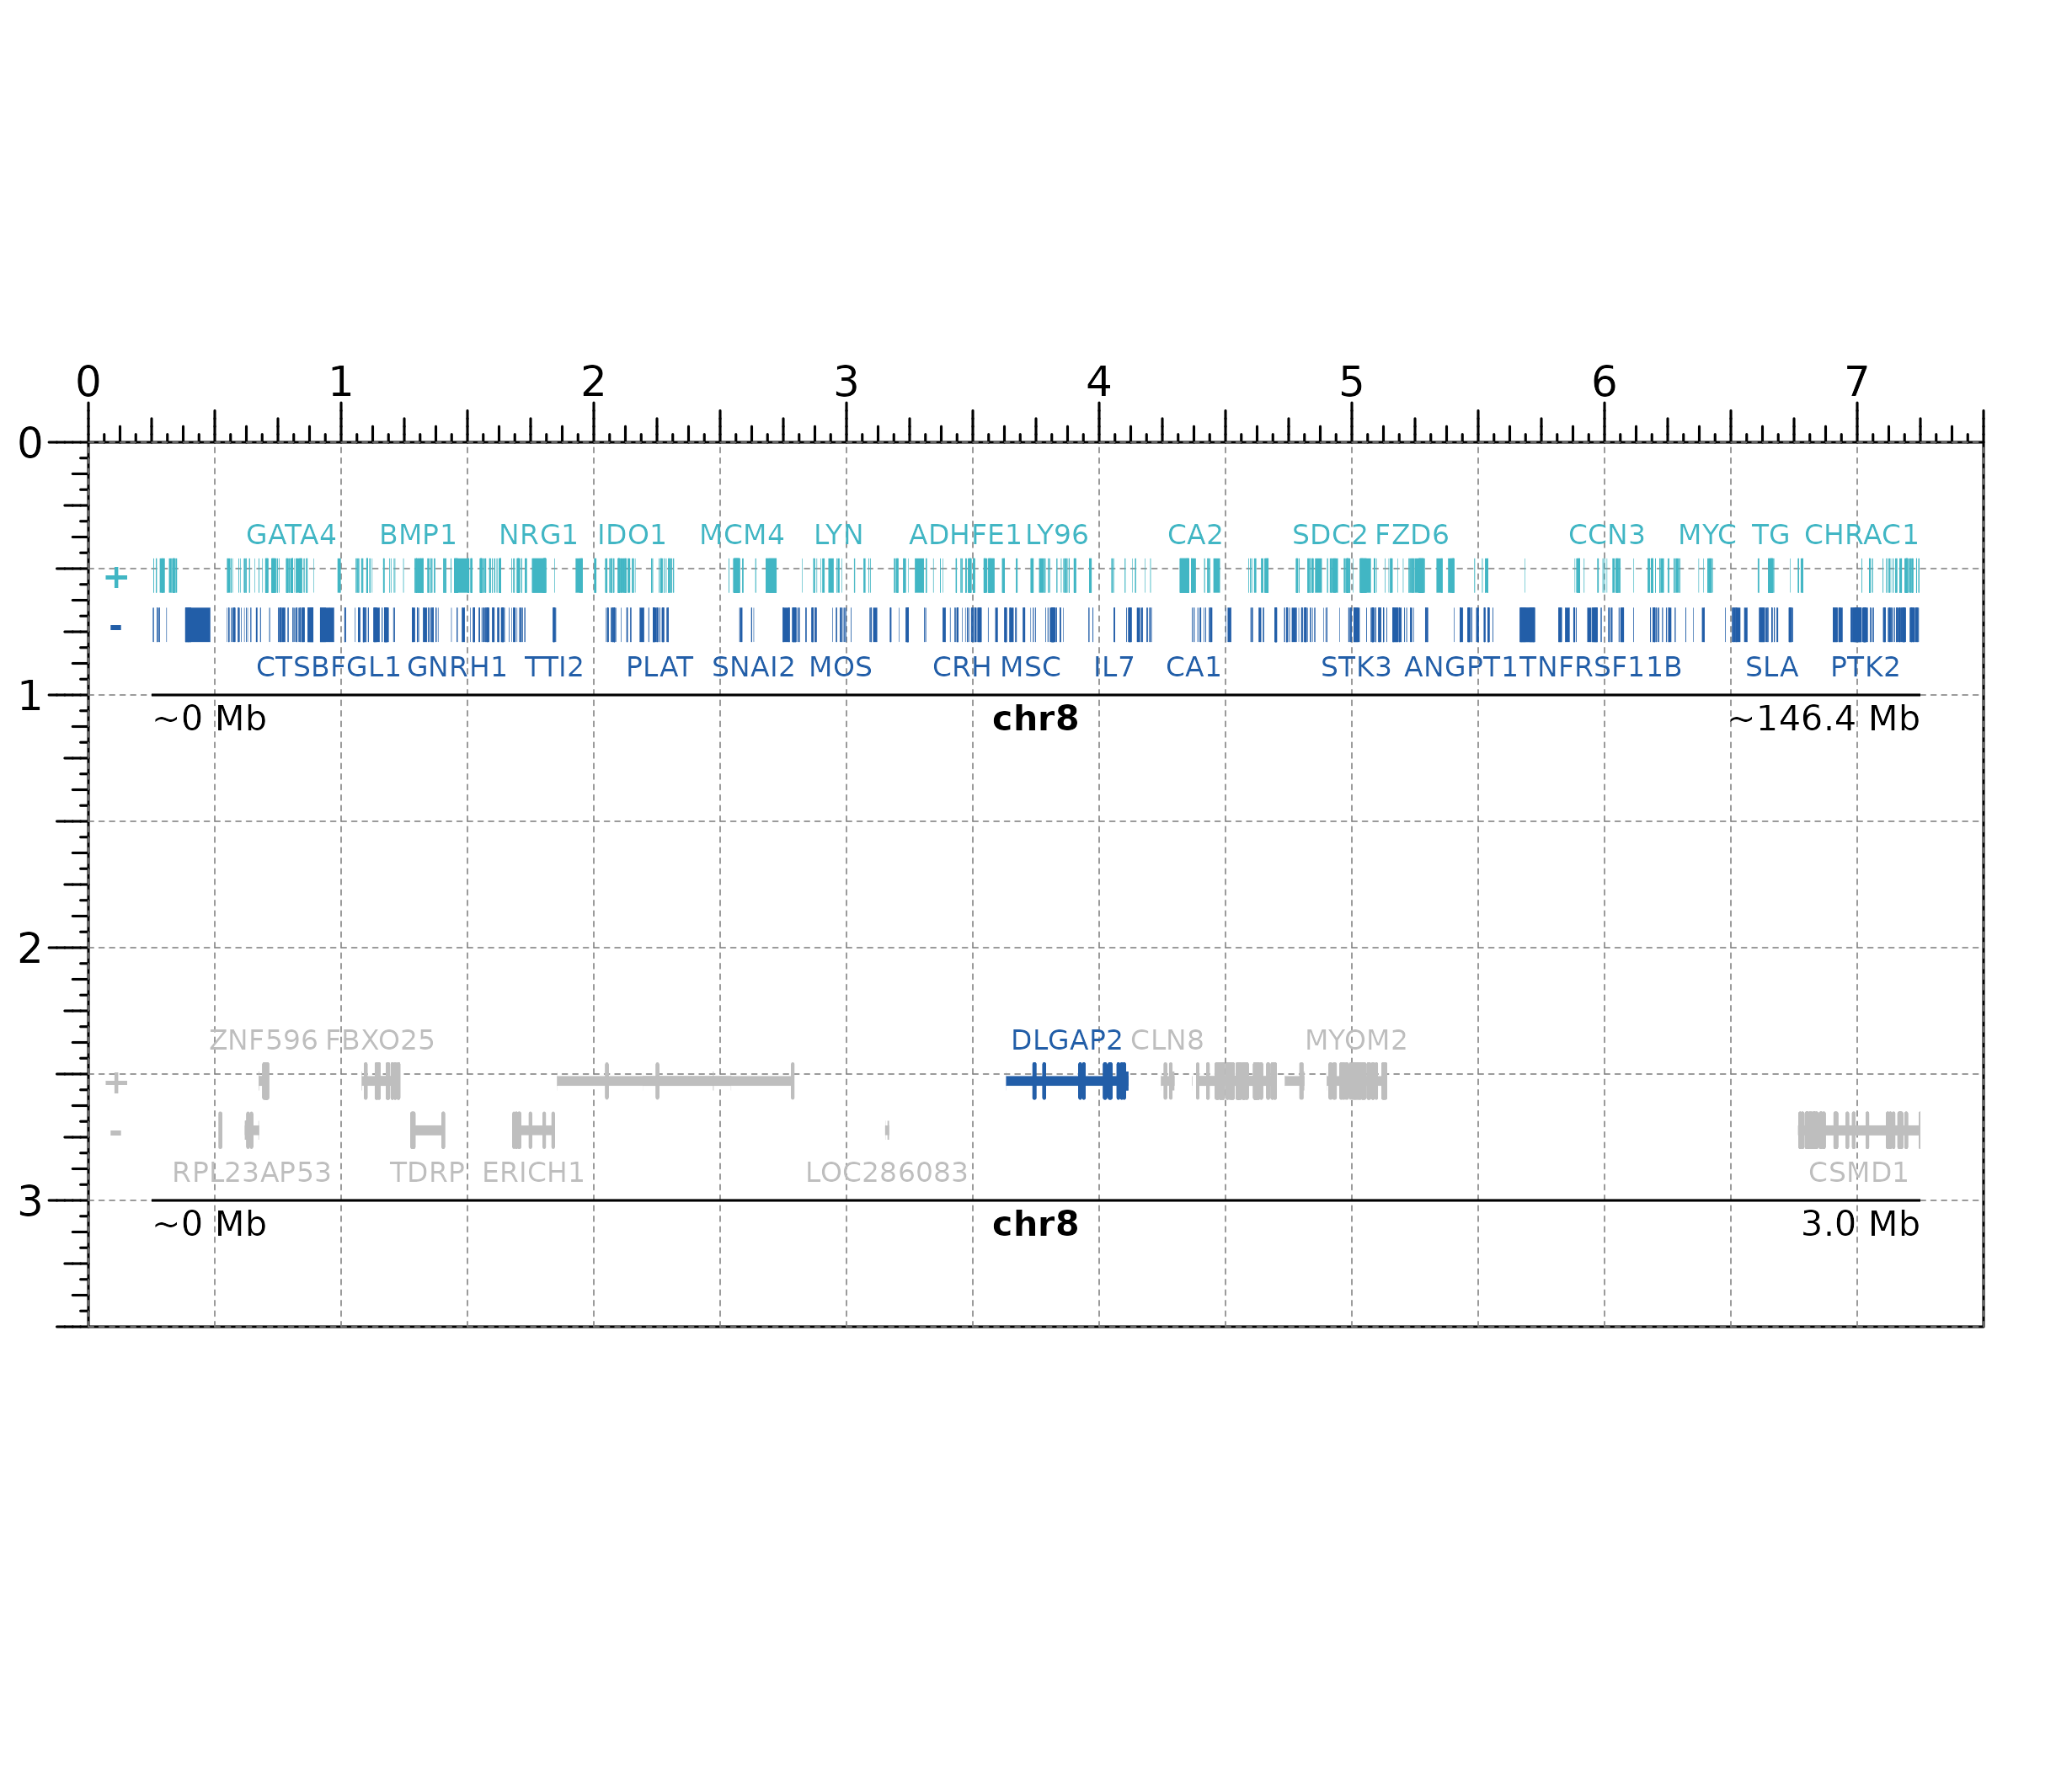 0 1 2 3 4 5 6 7
0
GATA4 BMP1 NRG1 IDO1 MCM4 LYN ADHFE1 LY96 CA2 SDC2 FZD6 CCN3 MYC TG CHRAC1
+
-
CTSB FGL1 GNRH1 TTI2 PLAT SNAI2 MOS CRH MSC IL7 CA1 STK3 ANGPT1 TNFRSF11B SLA PTK2
1
~0 Mb chr8 ~146.4 Mb
2
ZNF596 FBXO25 DLGAP2 CLN8 MYOM2
+
-
RPL23AP53 TDRP ERICH1 LOC286083 CSMD1
3
~0 Mb chr8 3.0 Mb